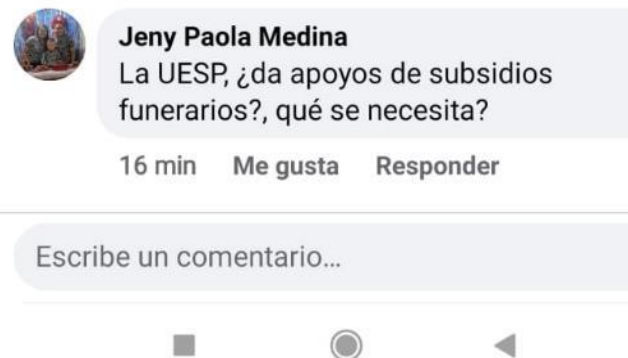 Jeny Paola Medina
La UESP, ¿da apoyos de subsidios
funerarios?, qué se necesita?
16 min Me gusta Responder
Escribe un comentario...